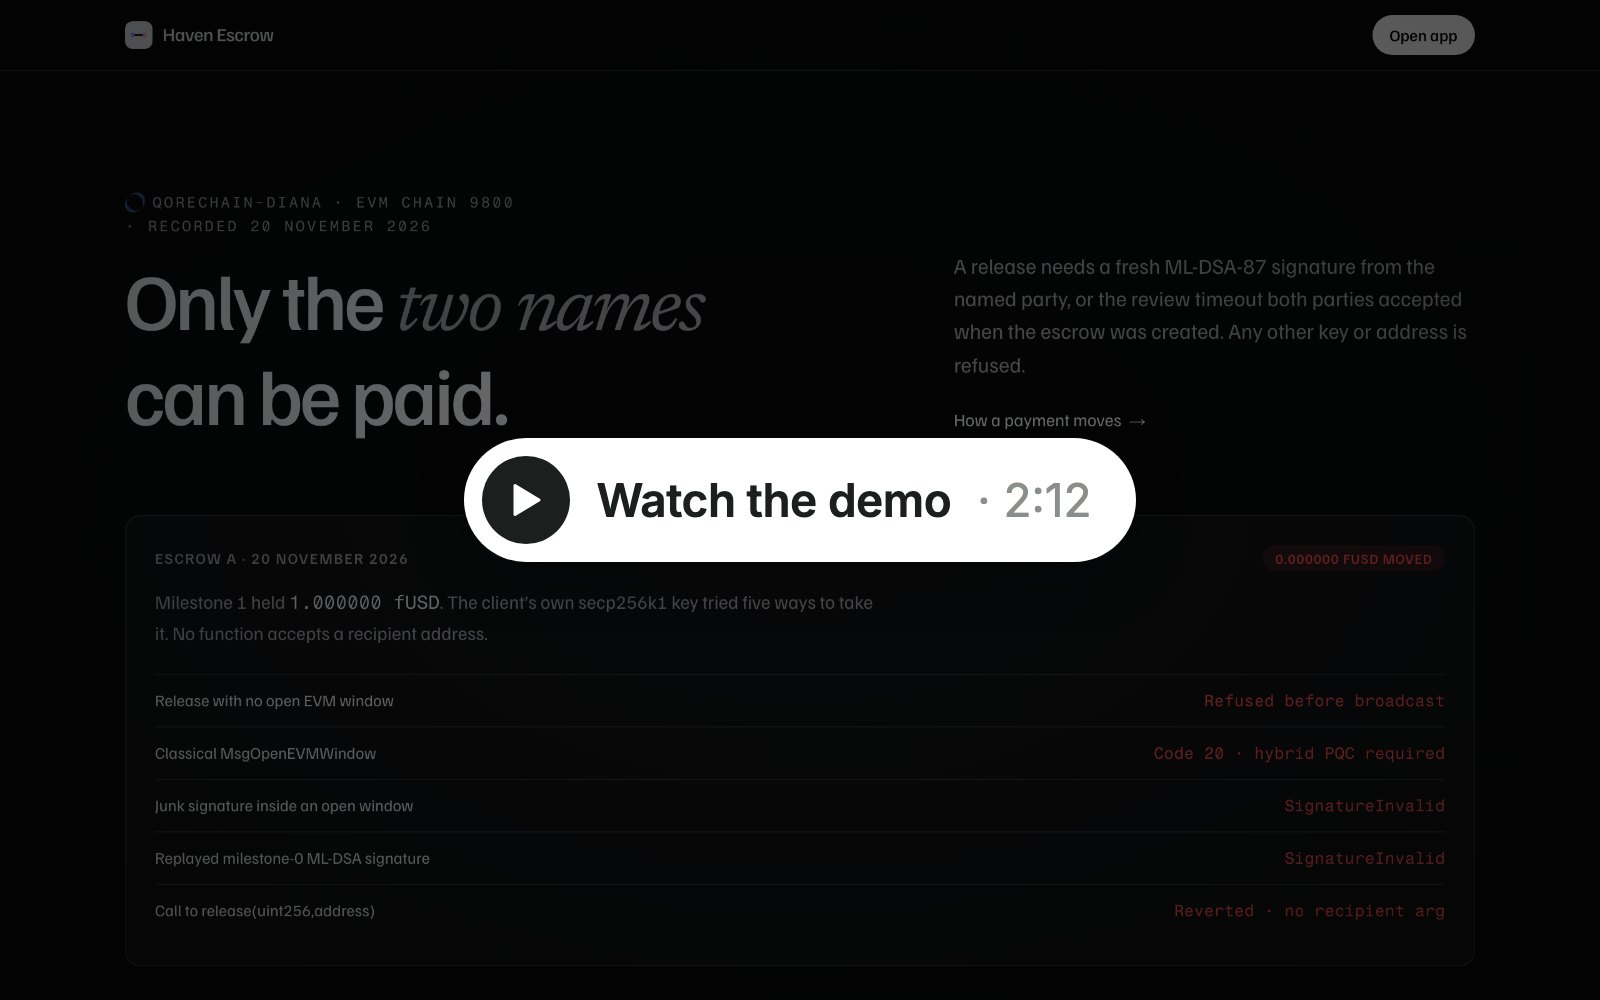 Haven Escrow
Open app
QORECHAIN-DIANA · EVM CHAIN 9800
· RECORDED 20 NOVEMBER 2026
Only the two names
can be paid.
A release needs a fresh ML-DSA-87 signature from the
named party, or the review timeout both parties accepted
when the escrow was created. Any other key or address is
refused.
How a payment moves →
Watch the demo · 2:12
ESCROW A · 20 NOVEMBER 2026
0.000000 FUSD MOVED
Milestone 1 held 1.000000 fUSD. The client's own secp256k1 key tried five ways to take
it. No function accepts a recipient address.
Release with no open EVM window
Refused before broadcast
Classical MsgOpenEVMWindow
Code 20 · hybrid PQC required
Junk signature inside an open window
SignatureInvalid
Replayed milestone-0 ML-DSA signature
SignatureInvalid
Call to release(uint256,address)
Reverted · no recipient arg